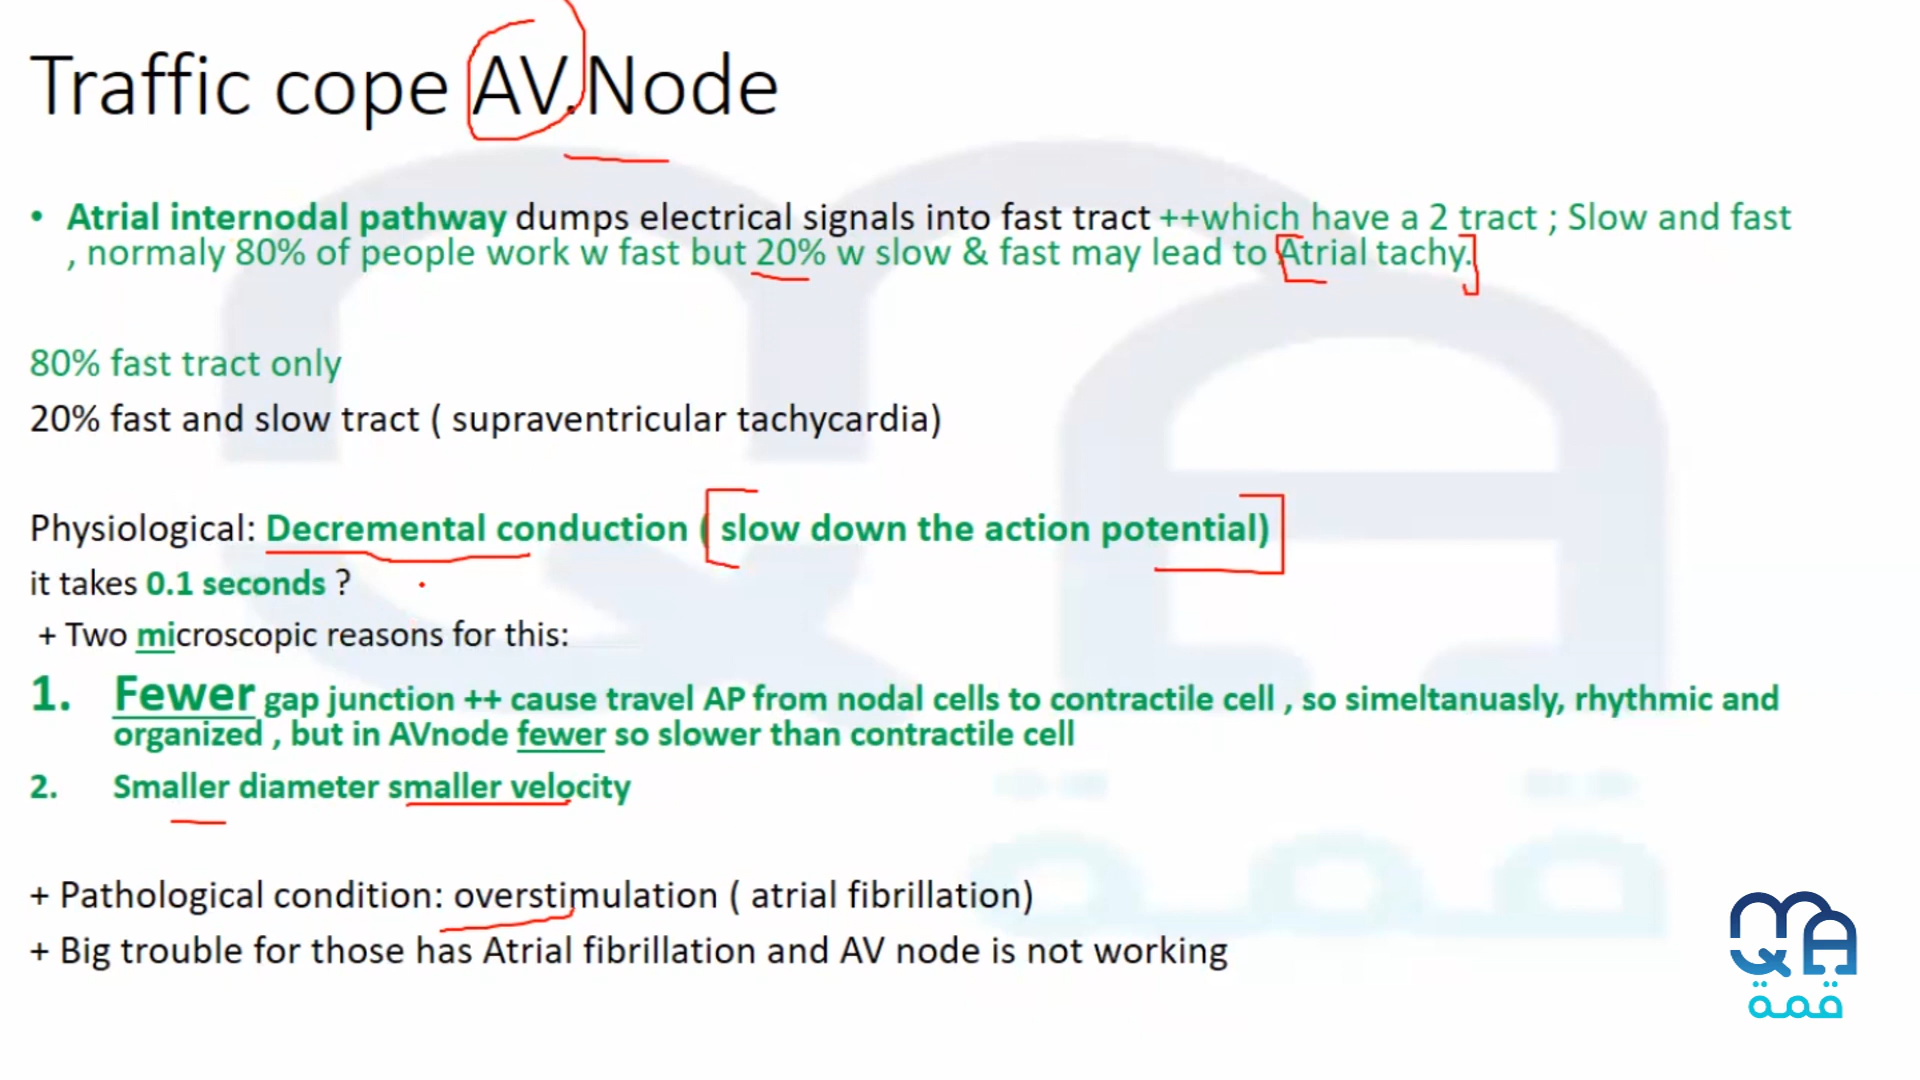 Traffic cope AV.Node
• Atrial internodal pathway dumps electrical signals into fast tract ++which have a 2 tract ; Slow and fast
, normaly 80% of people work w fast but 20% w slow & fast may lead to Atrial tachy.
80% fast tract only
20% fast and slow tract ( supraventricular tachycardia)
Physiological: Decremental conduction ( slow down the action potential)
it takes 0.1 seconds ?
+ Two microscopic reasons for this:
1. Fewer gap junction ++ cause travel AP from nodal cells to contractile cell , so simeltanuasly, rhythmic and
organized , but in AVnode fewer so slower than contractile cell
2. Smaller diameter smaller velocity
+ Pathological condition: overstimulation ( atrial fibrillation)
+ Big trouble for those has Atrial fibrillation and AV node is not working
QMA
قمة